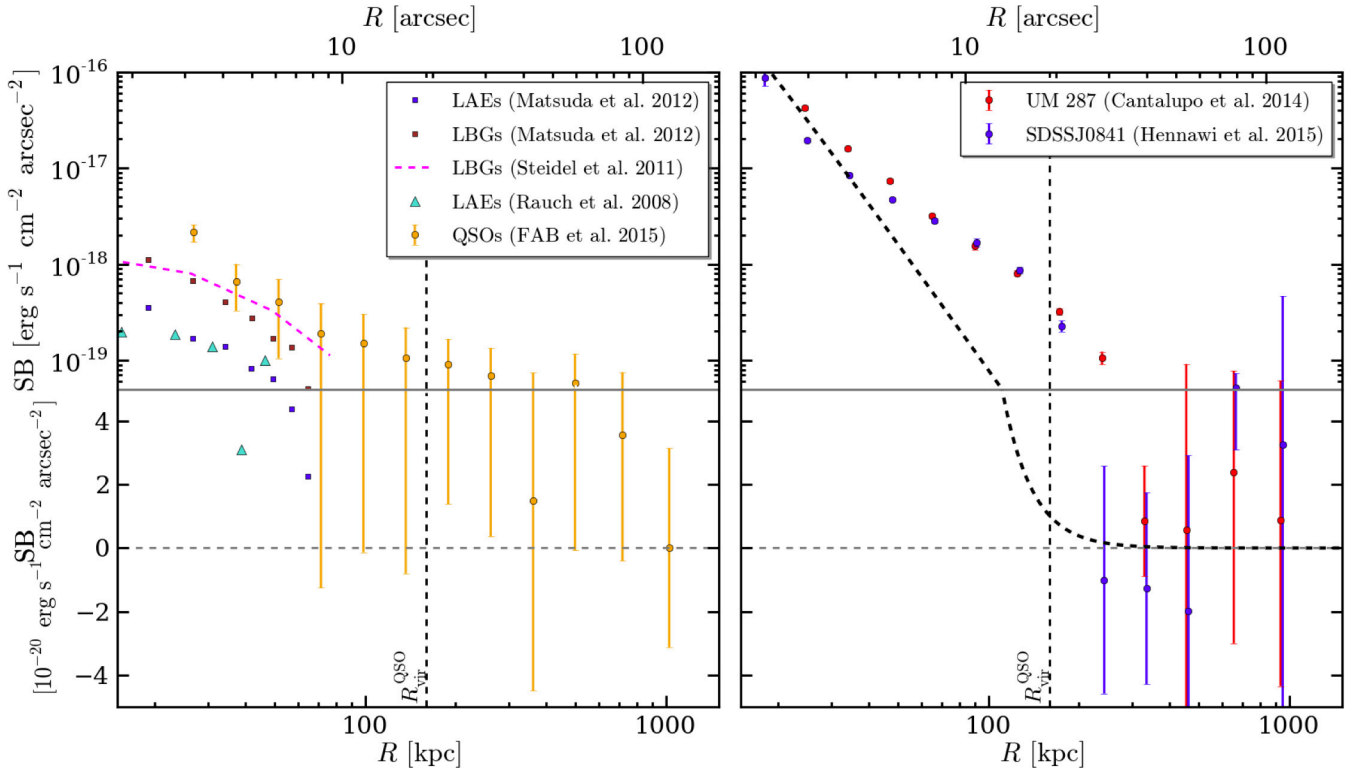 R [arcsec]
R [arcsec]
10
100
10
100
SB [erg s⁻¹ cm⁻² arcsec⁻²]
10⁻¹⁶
10⁻¹⁷
10⁻¹⁸
10⁻¹⁹
LAEs (Matsuda et al. 2012)
LBGs (Matsuda et al. 2012)
LBGs (Steidel et al. 2011)
LAEs (Rauch et al. 2008)
QSOs (FAB et al. 2015)
UM 287 (Cantalupo et al. 2014)
SDSSJ0841 (Hennawi et al. 2015)
SB
[10⁻²⁰ erg s⁻¹ cm⁻² arcsec⁻²]
4
2
0
−2
−4
R_vir^QSO
R_vir^QSO
100
1000
100
1000
R [kpc]
R [kpc]